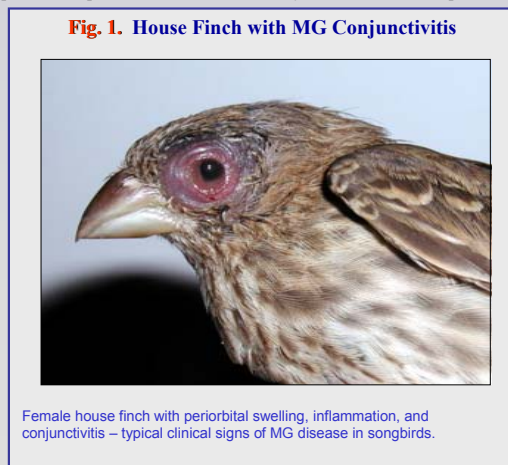 Fig. 1. House Finch with MG Conjunctivitis
Female house finch with periorbital swelling, inflammation, and
conjunctivitis – typical clinical signs of MG disease in songbirds.